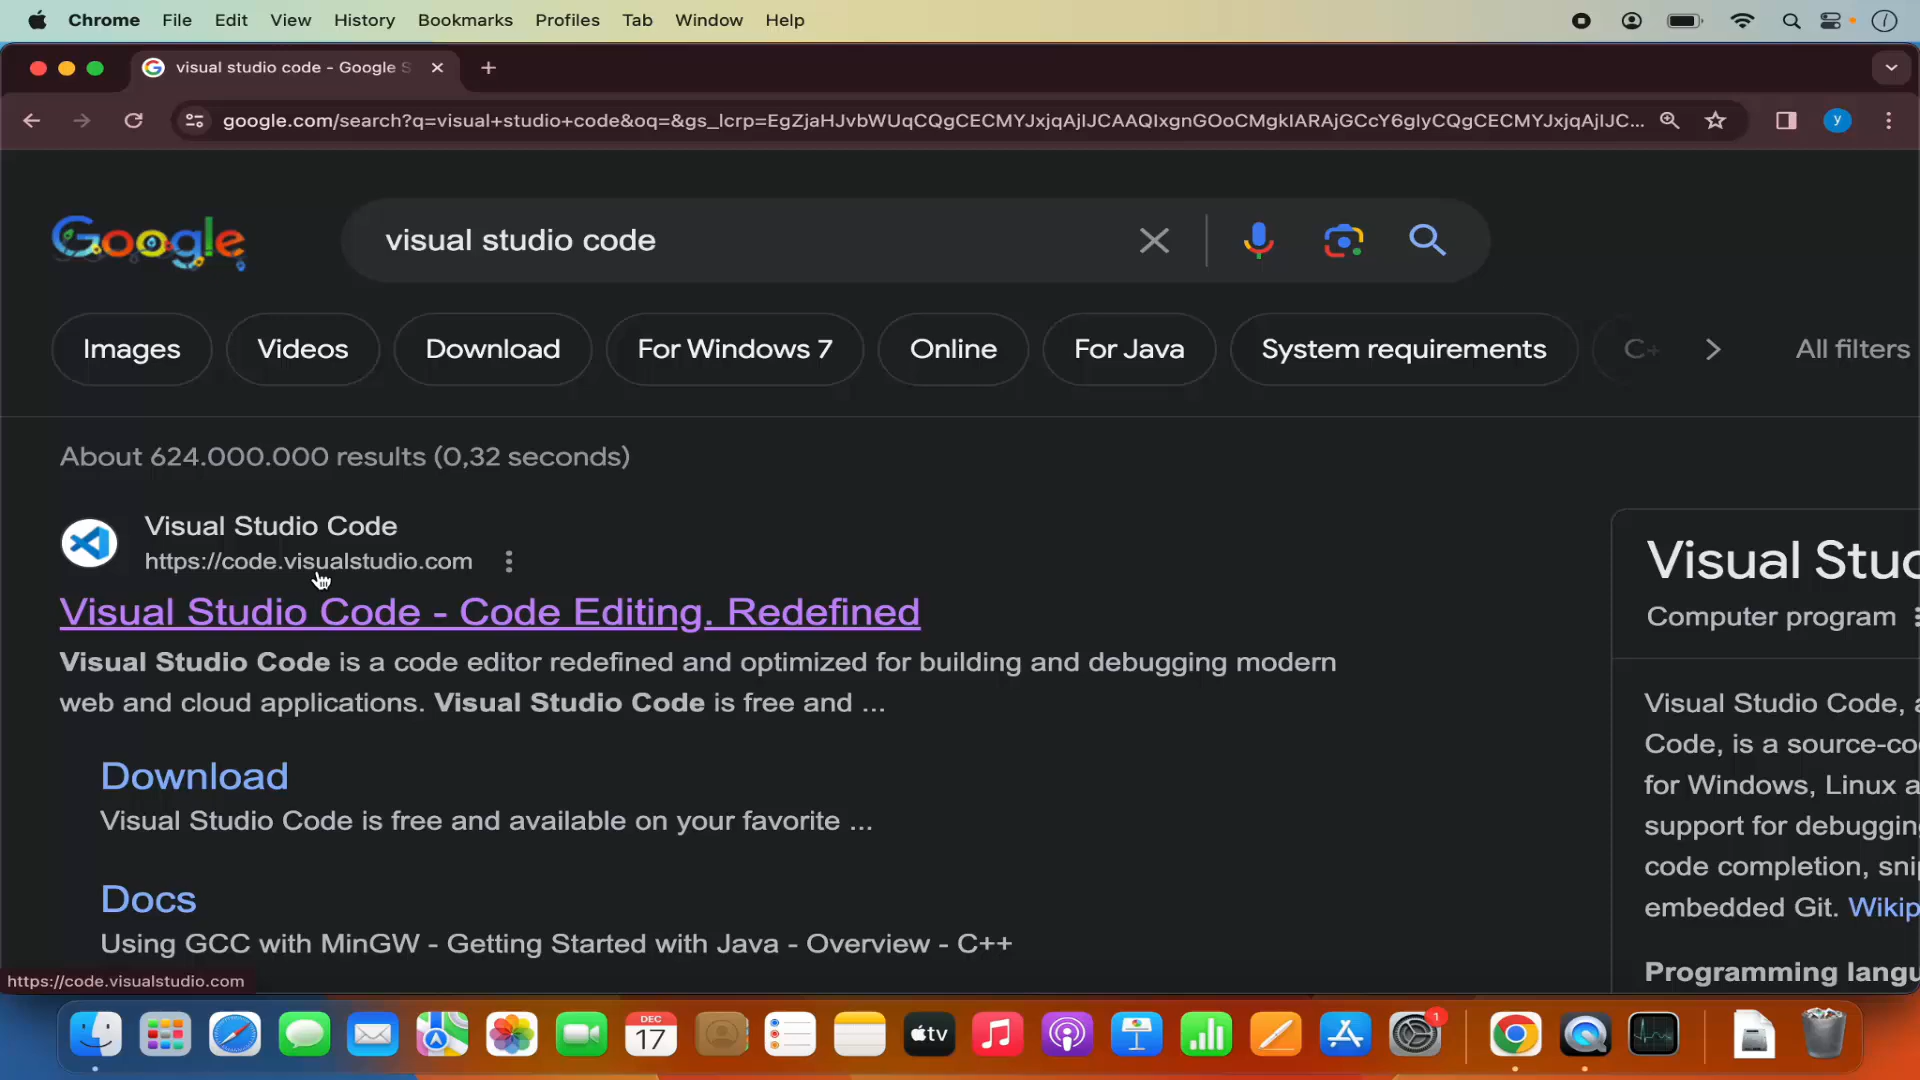 Chrome File Edit View History Bookmarks Profiles Tab Window Help
visual studio code - Google S
google.com/search?q=visual+studio+code&oq=&gs_lcrp=EgZjaHJvbWUqCQgCECMYJxjqAjIJCAAQIxgnGOoCMgkIARAjGCcY6gIyCQgCECMYJxjqAjIJC...
y
Google
visual studio code
Images Videos Download For Windows 7 Online For Java System requirements C+ All filters
About 624.000.000 results (0,32 seconds)
Visual Studio Code
https://code.visualstudio.com
Visual Studio Code - Code Editing. Redefined
Visual Studio Code is a code editor redefined and optimized for building and debugging modern
web and cloud applications. Visual Studio Code is free and ...
Download
Visual Studio Code is free and available on your favorite ...
Docs
Using GCC with MinGW - Getting Started with Java - Overview - C++
Visual Stuc
Computer program
Visual Studio Code, a
Code, is a source-co
for Windows, Linux a
support for debugging
code completion, snip
embedded Git. Wikip
Programming langu
https://code.visualstudio.com
DEC
17
tv
1